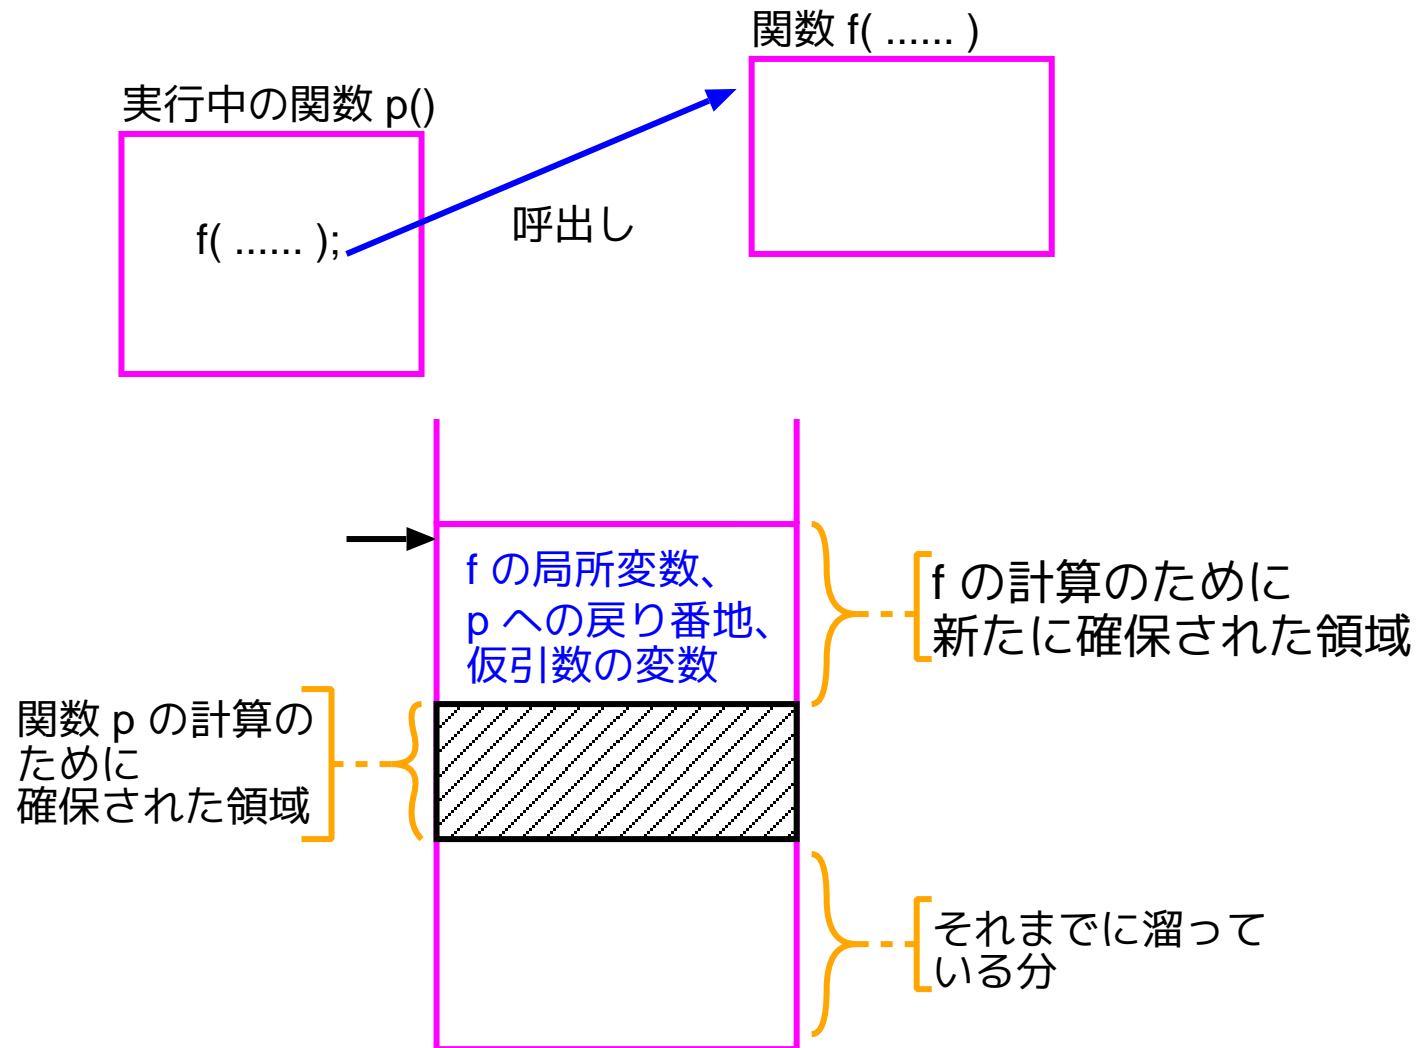 関数 f( ...... )
実行中の関数 p()
f( ...... );
呼出し
f の局所変数、
p への戻り番地、
仮引数の変数
f の計算のために
新たに確保された領域
関数 p の計算の
ために
確保された領域
それまでに溜って
いる分